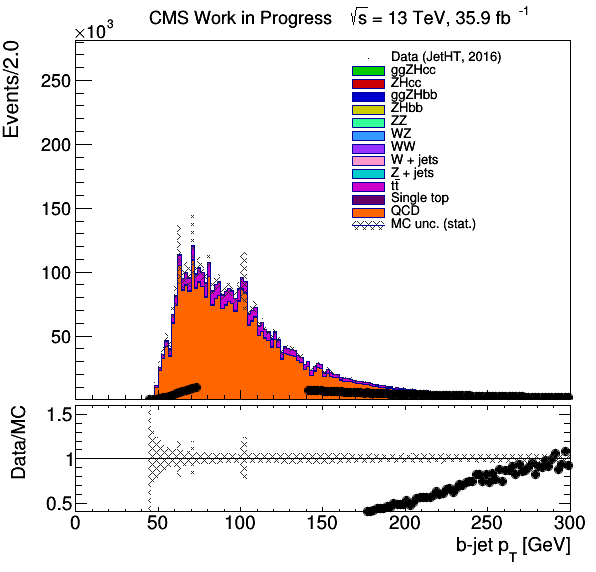 CMS Work in Progress √s = 13 TeV, 35.9 fb⁻¹
×10³
Events/2.0
250
200
150
100
50
Data (JetHT, 2016)
ggZHcc
ZHcc
ggZHbb
ZHbb
ZZ
WZ
WW
W + jets
Z + jets
tt̄
Single top
QCD
MC unc. (stat.)
Data/MC
1.5
1
0.5
0 50 100 150 200 250 300
b-jet p_T [GeV]